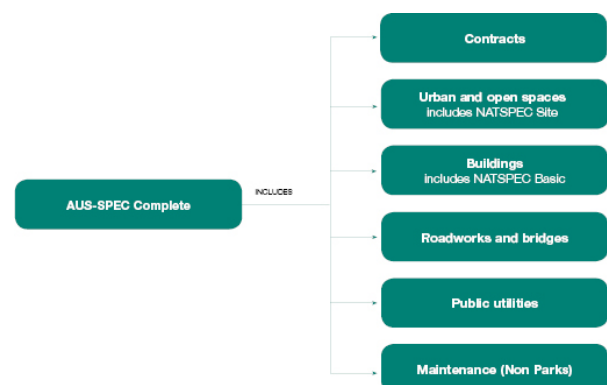 Contracts
Urban and open spaces
includes NATSPEC Site
Buildings
includes NATSPEC Basic
AUS-SPEC Complete
INCLUDES
Roadworks and bridges
Public utilities
Maintenance (Non Parks)